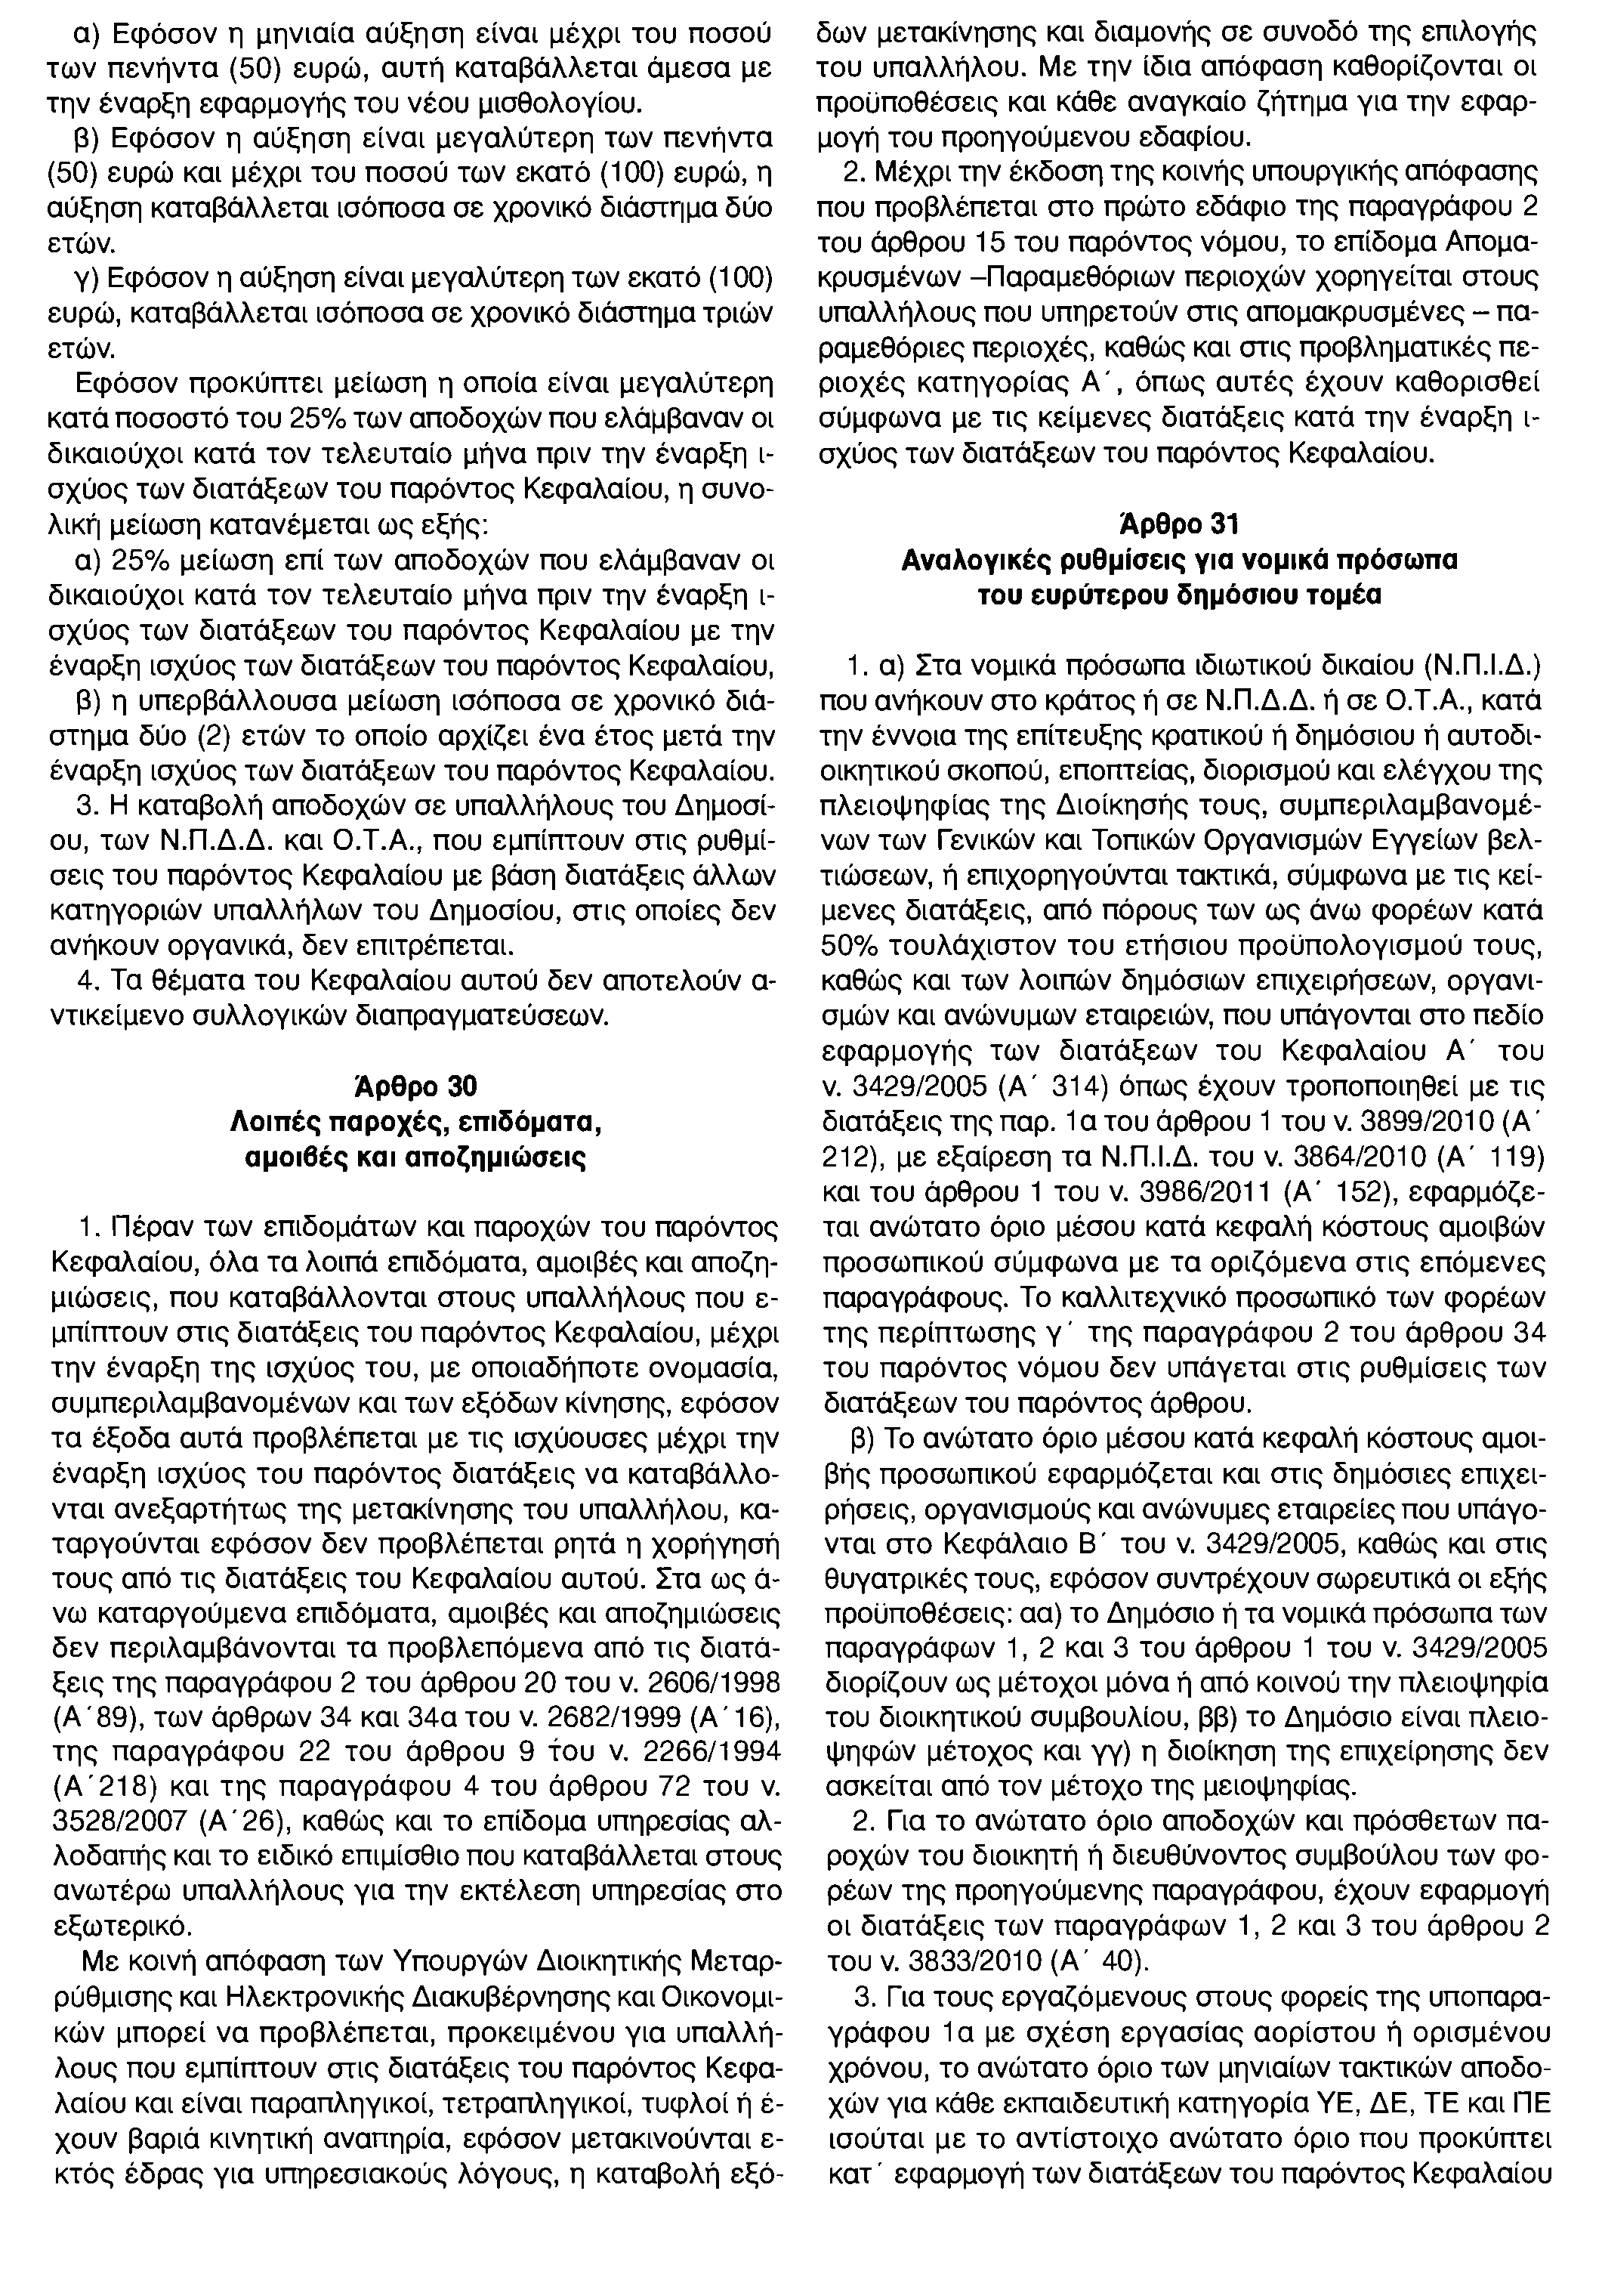 α) Εφόσον η μηνιαία αύξηση είναι μέχρι του ποσού
των πενήντα (50) ευρώ, αυτή καταβάλλεται άμεσα με
την έναρξη εφαρμογής του νέου μισθολογίου.
β) Εφόσον η αύξηση είναι μεγαλύτερη των πενήντα
(50) ευρώ και μέχρι του ποσού των εκατό (100) ευρώ, η
αύξηση καταβάλλεται ισόποσα σε χρονικό διάστημα δύο
ετών.
γ) Εφόσον η αύξηση είναι μεγαλύτερη των εκατό (100)
ευρώ, καταβάλλεται ισόποσα σε χρονικό διάστημα τριών
ετών.
Εφόσον προκύπτει μείωση η οποία είναι μεγαλύτερη
κατά ποσοστό του 25% των αποδοχών που ελάμβαναν οι
δικαιούχοι κατά τον τελευταίο μήνα πριν την έναρξη ι-
σχύος των διατάξεων του παρόντος Κεφαλαίου, η συνο-
λική μείωση κατανέμεται ως εξής:
α) 25% μείωση επί των αποδοχών που ελάμβαναν οι
δικαιούχοι κατά τον τελευταίο μήνα πριν την έναρξη ι-
σχύος των διατάξεων του παρόντος Κεφαλαίου με την
έναρξη ισχύος των διατάξεων του παρόντος Κεφαλαίου,
β) η υπερβάλλουσα μείωση ισόποσα σε χρονικό διά-
στημα δύο (2) ετών το οποίο αρχίζει ένα έτος μετά την
έναρξη ισχύος των διατάξεων του παρόντος Κεφαλαίου.
3. Η καταβολή αποδοχών σε υπαλλήλους του Δημοσί-
ου, των Ν.Π.Δ.Δ. και Ο.Τ.Α., που εμπίπτουν στις ρυθμί-
σεις του παρόντος Κεφαλαίου με βάση διατάξεις άλλων
κατηγοριών υπαλλήλων του Δημοσίου, στις οποίες δεν
ανήκουν οργανικά, δεν επιτρέπεται.
4. Τα θέματα του Κεφαλαίου αυτού δεν αποτελούν α-
ντικείμενο συλλογικών διαπραγματεύσεων.
Άρθρο 30
Λοιπές παροχές, επιδόματα,
αμοιβές και αποζημιώσεις
1. Πέραν των επιδομάτων και παροχών του παρόντος
Κεφαλαίου, όλα τα λοιπά επιδόματα, αμοιβές και αποζη-
μιώσεις, που καταβάλλονται στους υπαλλήλους που ε-
μπίπτουν στις διατάξεις του παρόντος Κεφαλαίου, μέχρι
την έναρξη της ισχύος του, με οποιαδήποτε ονομασία,
συμπεριλαμβανομένων και των εξόδων κίνησης, εφόσον
τα έξοδα αυτά προβλέπεται με τις ισχύουσες μέχρι την
έναρξη ισχύος του παρόντος διατάξεις να καταβάλλο-
νται ανεξαρτήτως της μετακίνησης του υπαλλήλου, κα-
ταργούνται εφόσον δεν προβλέπεται ρητά η χορήγησή
τους από τις διατάξεις του Κεφαλαίου αυτού. Στα ως ά-
νω καταργούμενα επιδόματα, αμοιβές και αποζημιώσεις
δεν περιλαμβάνονται τα προβλεπόμενα από τις διατά-
ξεις της παραγράφου 2 του άρθρου 20 του ν. 2606/1998
(Α΄89), των άρθρων 34 και 34α του ν. 2682/1999 (Α΄16),
της παραγράφου 22 του άρθρου 9 του ν. 2266/1994
(Α΄218) και της παραγράφου 4 του άρθρου 72 του ν.
3528/2007 (Α΄26), καθώς και το επίδομα υπηρεσίας αλ-
λοδαπής και το ειδικό επιμίσθιο που καταβάλλεται στους
ανωτέρω υπαλλήλους για την εκτέλεση υπηρεσίας στο
εξωτερικό.
Με κοινή απόφαση των Υπουργών Διοικητικής Μεταρ-
ρύθμισης και Ηλεκτρονικής Διακυβέρνησης και Οικονομι-
κών μπορεί να προβλέπεται, προκειμένου για υπαλλή-
λους που εμπίπτουν στις διατάξεις του παρόντος Κεφα-
λαίου και είναι παραπληγικοί, τετραπληγικοί, τυφλοί ή έ-
χουν βαριά κινητική αναπηρία, εφόσον μετακινούνται ε-
κτός έδρας για υπηρεσιακούς λόγους, η καταβολή εξό-
δων μετακίνησης και διαμονής σε συνοδό της επιλογής
του υπαλλήλου. Με την ίδια απόφαση καθορίζονται οι
προϋποθέσεις και κάθε αναγκαίο ζήτημα για την εφαρ-
μογή του προηγούμενου εδαφίου.
2. Μέχρι την έκδοση της κοινής υπουργικής απόφασης
που προβλέπεται στο πρώτο εδάφιο της παραγράφου 2
του άρθρου 15 του παρόντος νόμου, το επίδομα Απομα-
κρυσμένων –Παραμεθόριων περιοχών χορηγείται στους
υπαλλήλους που υπηρετούν στις απομακρυσμένες – πα-
ραμεθόριες περιοχές, καθώς και στις προβληματικές πε-
ριοχές κατηγορίας Α΄, όπως αυτές έχουν καθορισθεί
σύμφωνα με τις κείμενες διατάξεις κατά την έναρξη ι-
σχύος των διατάξεων του παρόντος Κεφαλαίου.
Άρθρο 31
Αναλογικές ρυθμίσεις για νομικά πρόσωπα
του ευρύτερου δημόσιου τομέα
1. α) Στα νομικά πρόσωπα ιδιωτικού δικαίου (Ν.Π.Ι.Δ.)
που ανήκουν στο κράτος ή σε Ν.Π.Δ.Δ. ή σε Ο.Τ.Α., κατά
την έννοια της επίτευξης κρατικού ή δημόσιου ή αυτοδι-
οικητικού σκοπού, εποπτείας, διορισμού και ελέγχου της
πλειοψηφίας της Διοίκησής τους, συμπεριλαμβανομέ-
νων των Γενικών και Τοπικών Οργανισμών Εγγείων βελ-
τιώσεων, ή επιχορηγούνται τακτικά, σύμφωνα με τις κεί-
μενες διατάξεις, από πόρους των ως άνω φορέων κατά
50% τουλάχιστον του ετήσιου προϋπολογισμού τους,
καθώς και των λοιπών δημόσιων επιχειρήσεων, οργανι-
σμών και ανώνυμων εταιρειών, που υπάγονται στο πεδίο
εφαρμογής των διατάξεων του Κεφαλαίου Α΄ του
ν. 3429/2005 (Α΄ 314) όπως έχουν τροποποιηθεί με τις
διατάξεις της παρ. 1α του άρθρου 1 του ν. 3899/2010 (Α΄
212), με εξαίρεση τα Ν.Π.Ι.Δ. του ν. 3864/2010 (Α΄ 119)
και του άρθρου 1 του ν. 3986/2011 (Α΄ 152), εφαρμόζε-
ται ανώτατο όριο μέσου κατά κεφαλή κόστους αμοιβών
προσωπικού σύμφωνα με τα οριζόμενα στις επόμενες
παραγράφους. Το καλλιτεχνικό προσωπικό των φορέων
της περίπτωσης γ΄ της παραγράφου 2 του άρθρου 34
του παρόντος νόμου δεν υπάγεται στις ρυθμίσεις των
διατάξεων του παρόντος άρθρου.
β) Το ανώτατο όριο μέσου κατά κεφαλή κόστους αμοι-
βής προσωπικού εφαρμόζεται και στις δημόσιες επιχει-
ρήσεις, οργανισμούς και ανώνυμες εταιρείες που υπάγο-
νται στο Κεφάλαιο Β΄ του ν. 3429/2005, καθώς και στις
θυγατρικές τους, εφόσον συντρέχουν σωρευτικά οι εξής
προϋποθέσεις: αα) το Δημόσιο ή τα νομικά πρόσωπα των
παραγράφων 1, 2 και 3 του άρθρου 1 του ν. 3429/2005
διορίζουν ως μέτοχοι μόνα ή από κοινού την πλειοψηφία
του διοικητικού συμβουλίου, ββ) το Δημόσιο είναι πλειο-
ψηφών μέτοχος και γγ) η διοίκηση της επιχείρησης δεν
ασκείται από τον μέτοχο της μειοψηφίας.
2. Για το ανώτατο όριο αποδοχών και πρόσθετων πα-
ροχών του διοικητή ή διευθύνοντος συμβούλου των φο-
ρέων της προηγούμενης παραγράφου, έχουν εφαρμογή
οι διατάξεις των παραγράφων 1, 2 και 3 του άρθρου 2
του ν. 3833/2010 (Α΄ 40).
3. Για τους εργαζόμενους στους φορείς της υποπαρα-
γράφου 1α με σχέση εργασίας αορίστου ή ορισμένου
χρόνου, το ανώτατο όριο των μηνιαίων τακτικών αποδο-
χών για κάθε εκπαιδευτική κατηγορία ΥΕ, ΔΕ, ΤΕ και ΠΕ
ισούται με το αντίστοιχο ανώτατο όριο που προκύπτει
κατ΄ εφαρμογή των διατάξεων του παρόντος Κεφαλαίου